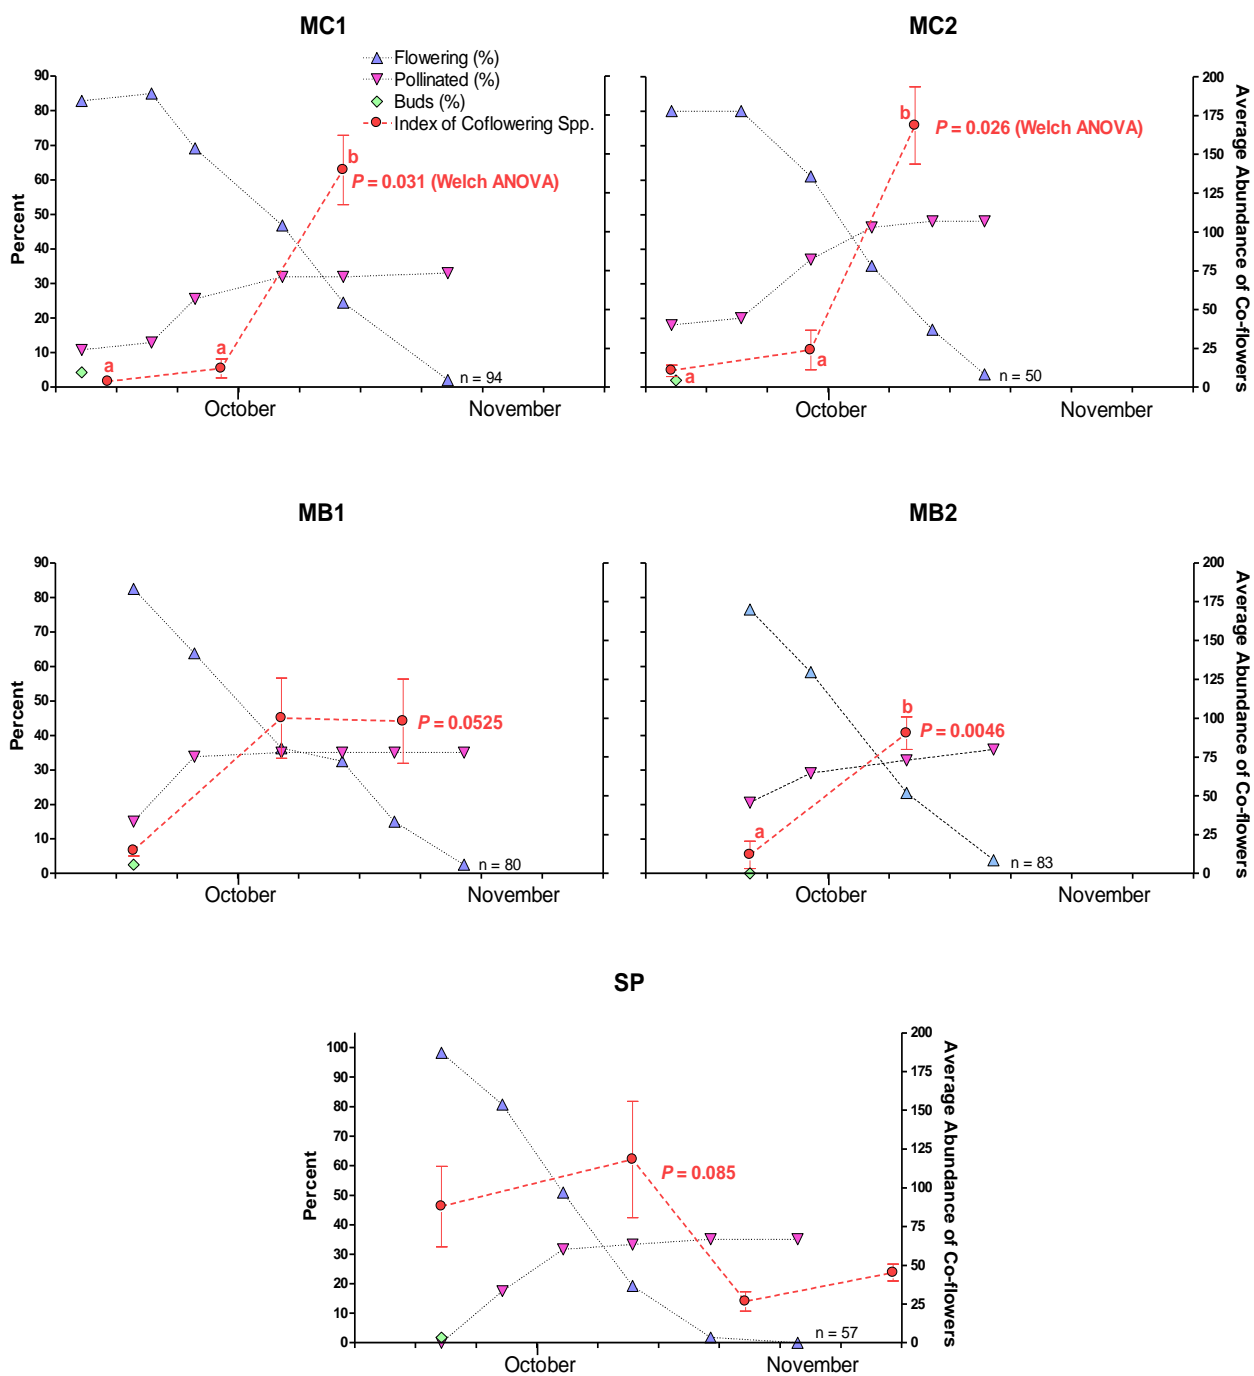 MC1
MC2
Flowering (%)
Pollinated (%)
Buds (%)
Index of Coflowering Spp.
90
80
70
60
50
40
30
20
10
0
Percent
a
a
b
P = 0.031 (Welch ANOVA)
n = 94
October
November
a
a
b
P = 0.026 (Welch ANOVA)
n = 50
October
November
200
175
150
125
100
75
50
25
0
Average Abundance of Co-flowers
MB1
MB2
90
80
70
60
50
40
30
20
10
0
Percent
P = 0.0525
n = 80
October
November
a
b
P = 0.0046
n = 83
October
November
200
175
150
125
100
75
50
25
0
Average Abundance of Co-flowers
SP
100
90
80
70
60
50
40
30
20
10
0
Percent
P = 0.085
n = 57
October
November
200
175
150
125
100
75
50
25
0
Average Abundance of Co-flowers